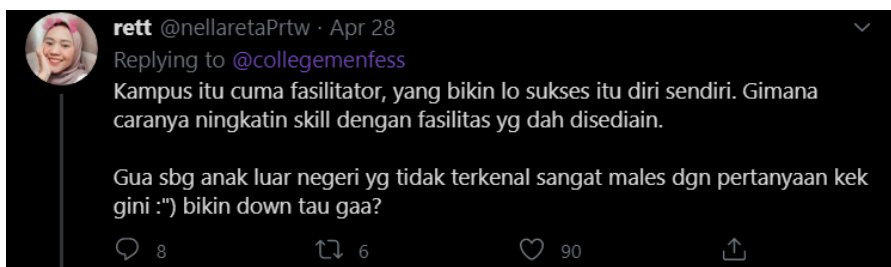 rett @nellaretaPrtw · Apr 28
Replying to @collegemenfess
Kampus itu cuma fasilitator, yang bikin lo sukses itu diri sendiri. Gimana
caranya ningkatin skill dengan fasilitas yg dah disediain.
Gua sbg anak luar negeri yg tidak terkenal sangat males dgn pertanyaan kek
gini :") bikin down tau gaa?
8 6 90